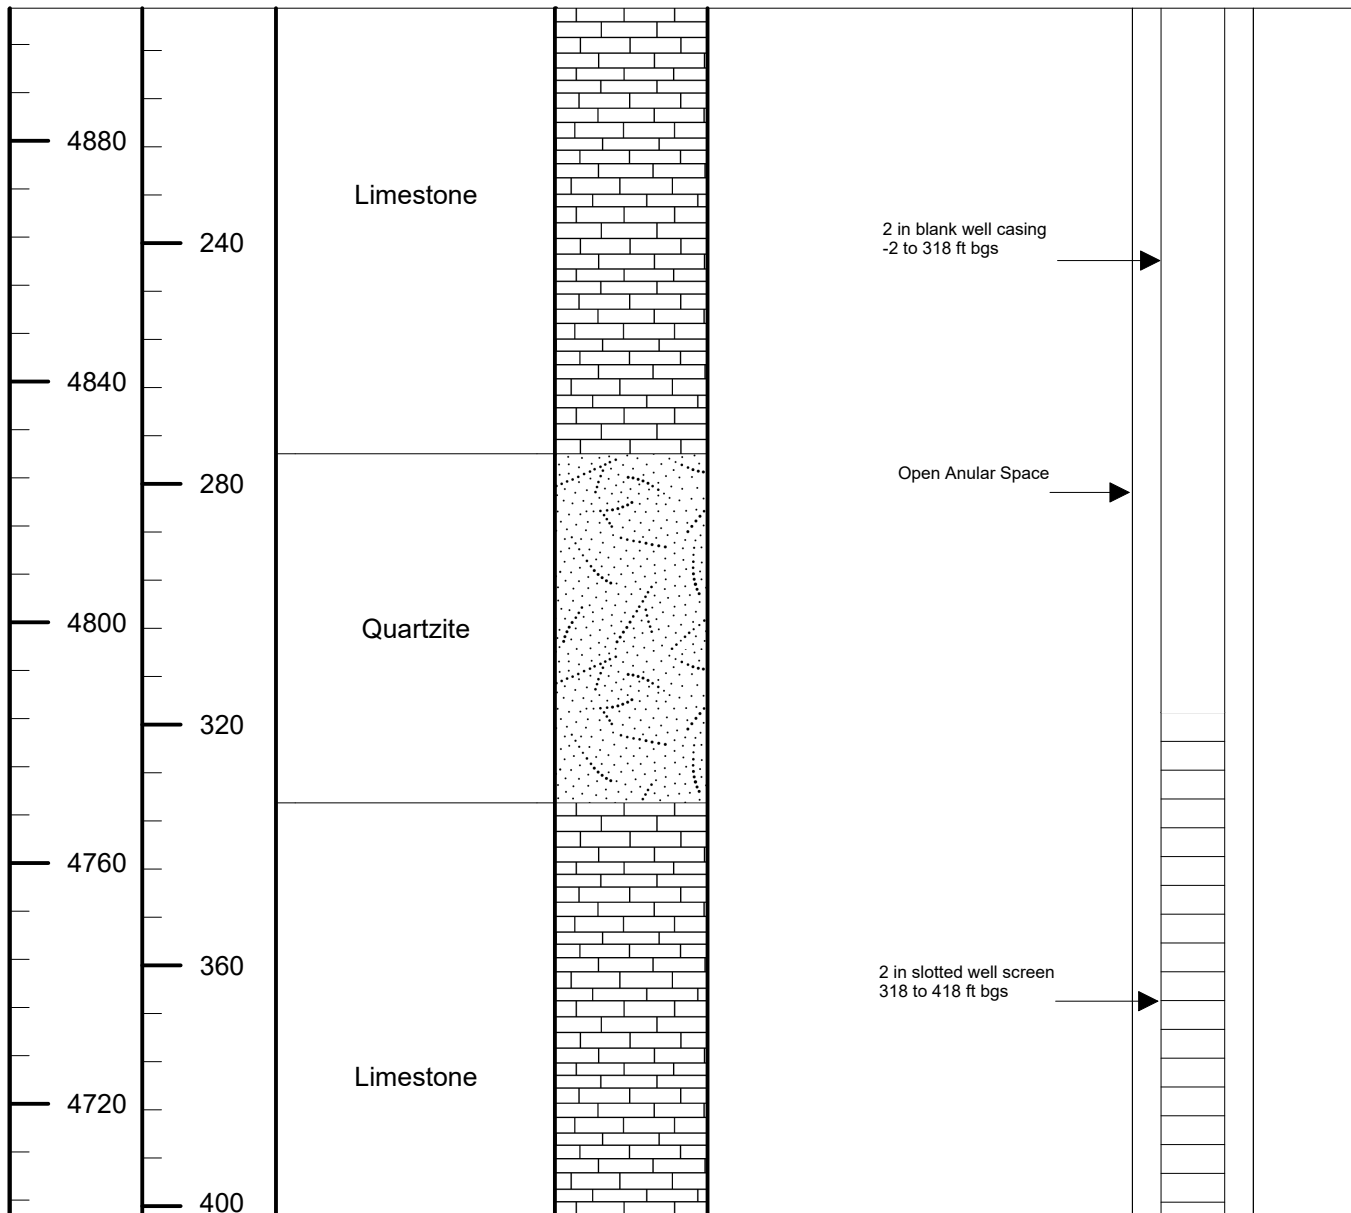 4880
Limestone
2 in blank well casing
-2 to 318 ft bgs
240
4840
Open Anular Space
280
4800
Quartzite
320
4760
360
2 in slotted well screen
318 to 418 ft bgs
Limestone
4720
400